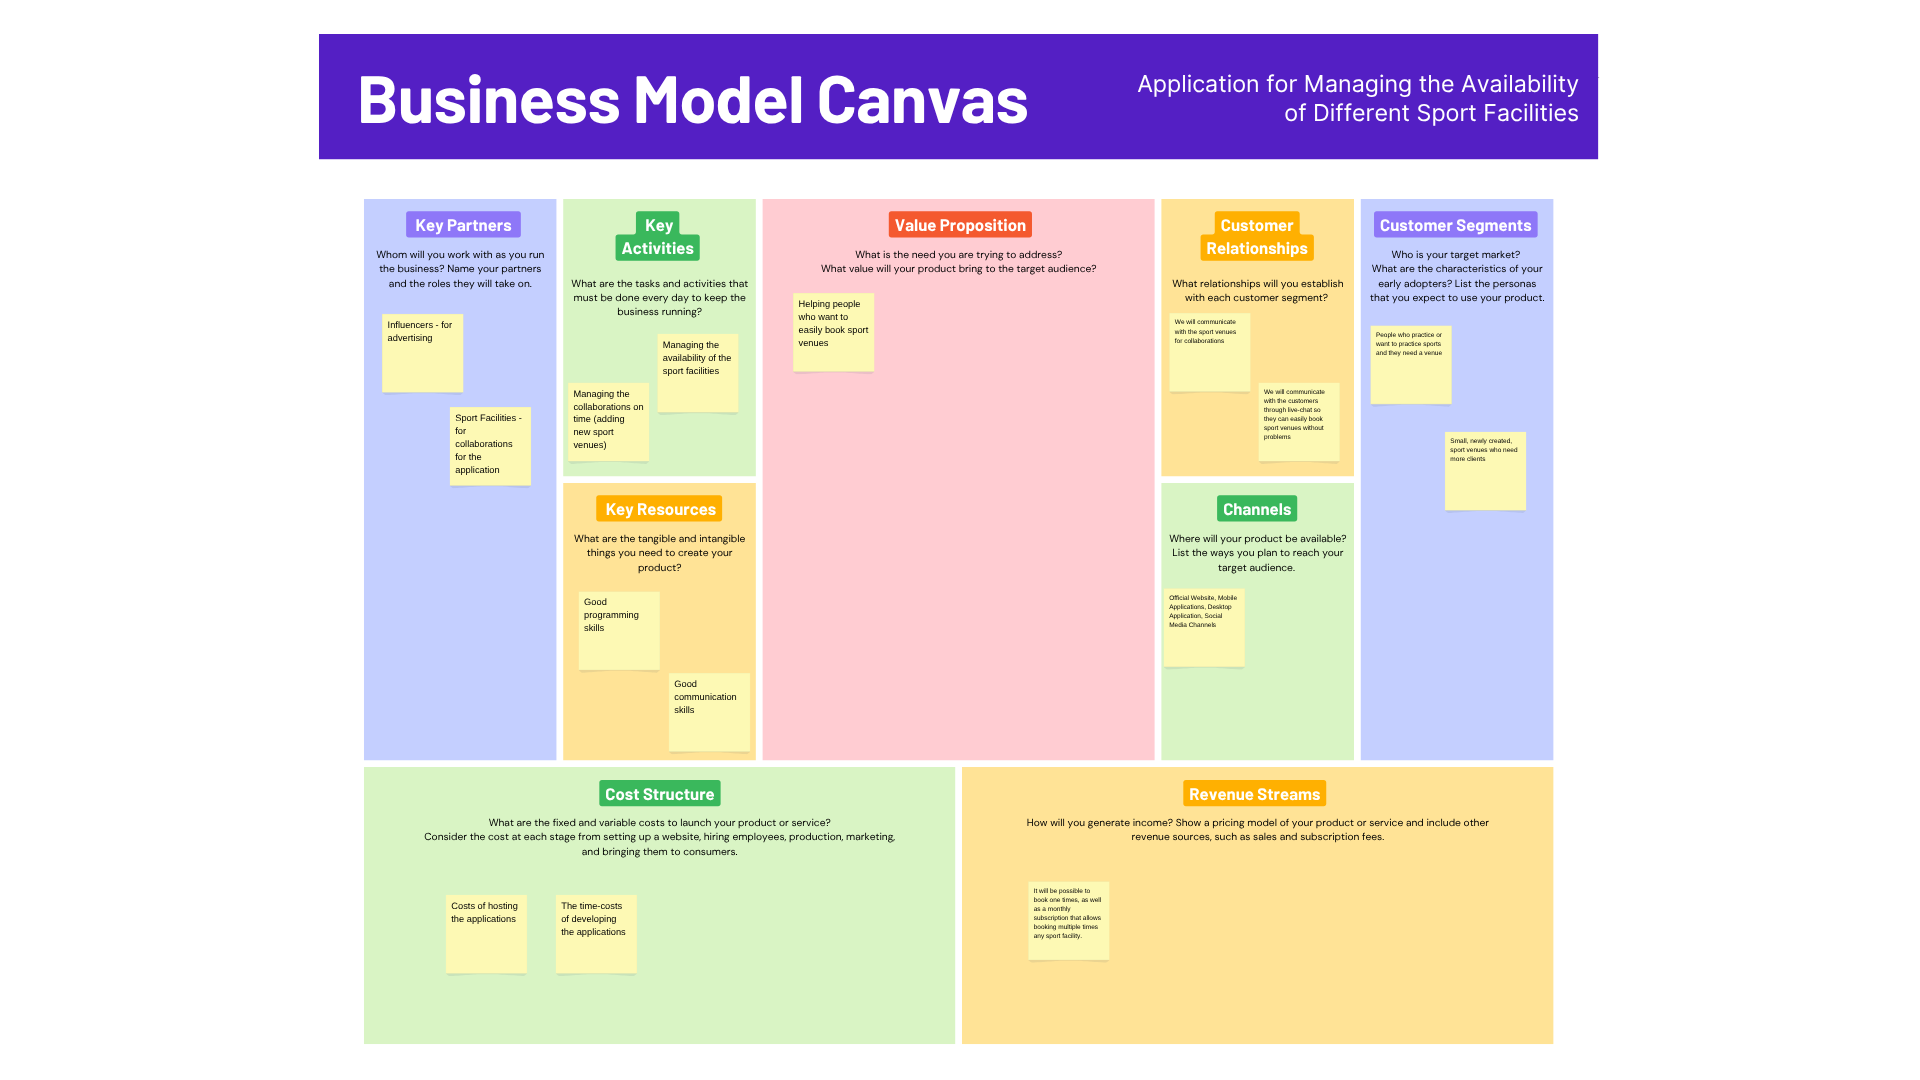 Business Model Canvas
Application for Managing the Availability
of Different Sport Facilities
Key Partners
Whom will you work with as you run
the business? Name your partners
and the roles they will take on.
Influencers - for
advertising
Sport Facilities -
for
collaborations
for the
application
Key
Activities
What are the tasks and activities that
must be done every day to keep the
business running?
Managing the
availability of the
sport facilities
Managing the
collaborations on
time (adding
new sport
venues)
Key Resources
What are the tangible and intangible
things you need to create your
product?
Good
programming
skills
Good
communication
skills
Value Proposition
What is the need you are trying to address?
What value will your product bring to the target audience?
Helping people
who want to
easily book sport
venues
Customer
Relationships
What relationships will you establish
with each customer segment?
We will communicate
with the sport venues
for collaborations
We will communicate
with the customers
through live-chat so
they can easily book
sport venues without
problems
Channels
Where will your product be available?
List the ways you plan to reach your
target audience.
Official Website, Mobile
Applications, Desktop
Application, Social
Media Channels
Customer Segments
Who is your target market?
What are the characteristics of your
early adopters? List the personas
that you expect to use your product.
People who practice or
want to practice sports
and they need a venue
Small, newly created,
sport venues who need
more clients
Cost Structure
What are the fixed and variable costs to launch your product or service?
Consider the cost at each stage from setting up a website, hiring employees, production, marketing,
and bringing them to consumers.
Costs of hosting
the applications
The time-costs
of developing
the applications
Revenue Streams
How will you generate income? Show a pricing model of your product or service and include other
revenue sources, such as sales and subscription fees.
It will be possible to
book one times, as well
as a monthly
subscription that allows
booking multiple times
any sport facility.